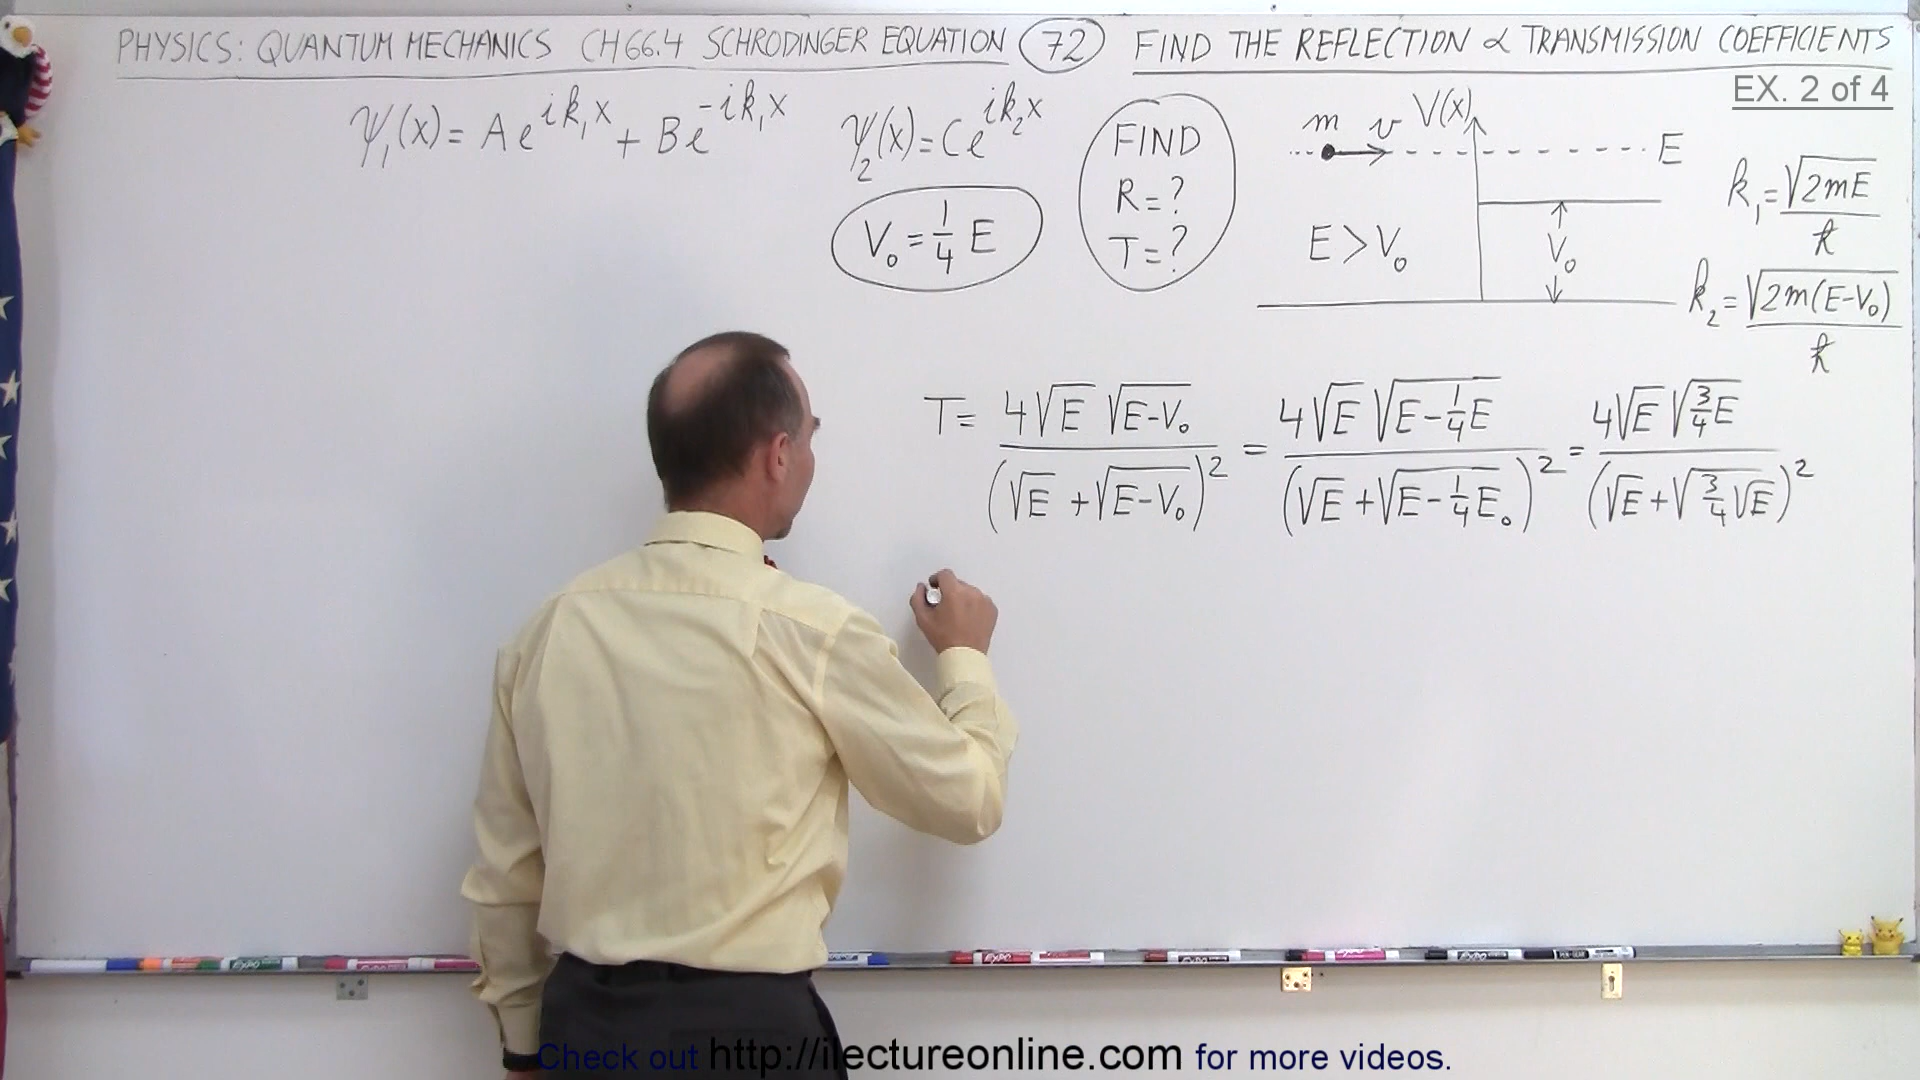 PHYSICS: QUANTUM MECHANICS CH 66.4 SCHRODINGER EQUATION 72 FIND THE REFLECTION & TRANSMISSION COEFFICIENTS
EX. 2 of 4
ψ₁(x) = A e^{ik₁x} + B e^{-ik₁x}
ψ₂(x) = C e^{ik₂x}
V₀ = 1/4 E
FIND
R = ?
T = ?
m v V(x)
E
E > V₀
V₀
k₁ = √(2mE)/ℏ
k₂ = √(2m(E-V₀))/ℏ
T = 4√E √(E-V₀) / (√E + √(E-V₀))² = 4√E √(E-1/4E) / (√E + √(E-1/4E₀))² = 4√E √(3/4E) / (√E + √(3/4)√E)²
EXPO
EXPO
Check out http://ilectureonline.com for more videos.